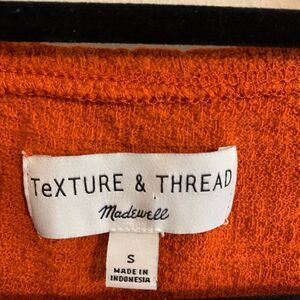 TeXTURE & THREAD
Madewell
S
MADE IN
INDONESIA